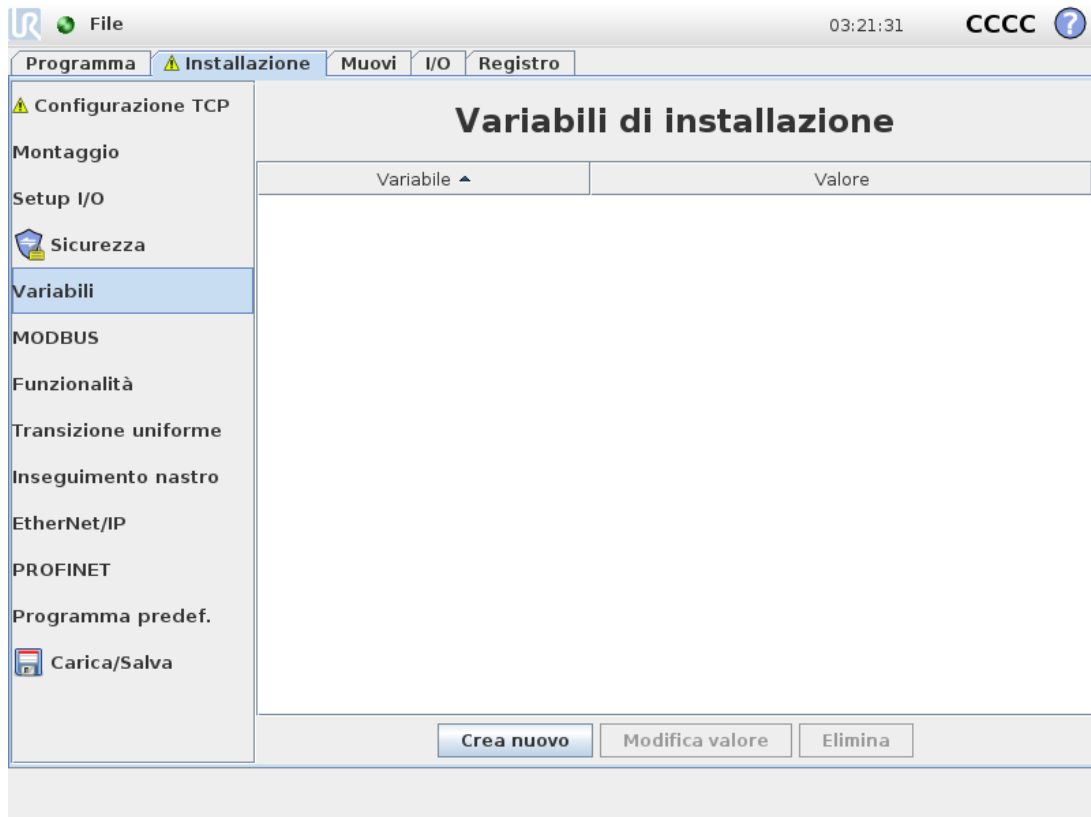 UR File 03:21:31 CCCC ?
Programma Installazione Muovi I/O Registro
Configurazione TCP
Montaggio
Setup I/O
Sicurezza
Variabili
MODBUS
Funzionalità
Transizione uniforme
Inseguimento nastro
EtherNet/IP
PROFINET
Programma predef.
Carica/Salva
Variabili di installazione
Variabile Valore
Crea nuovo Modifica valore Elimina